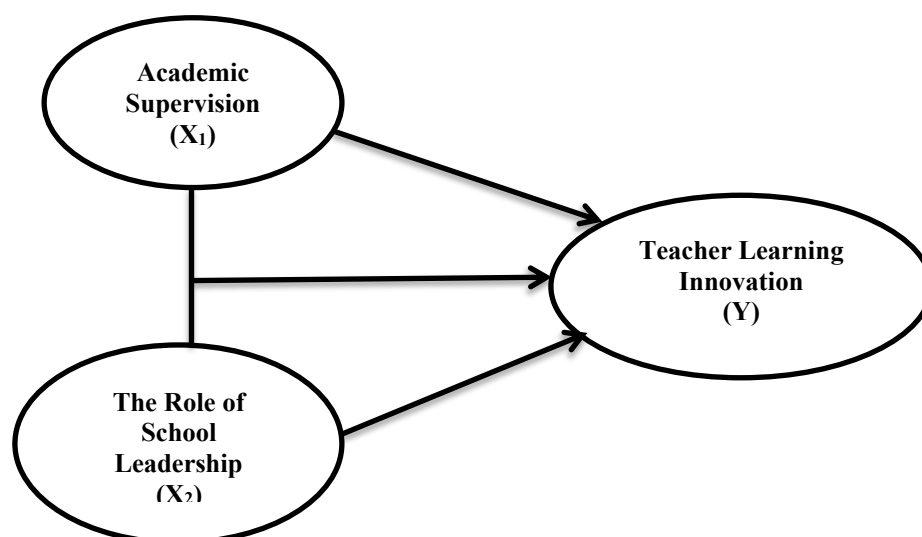 Academic
Supervision
(X₁)
Teacher Learning
Innovation
(Y)
The Role of
School
Leadership
(X₂)